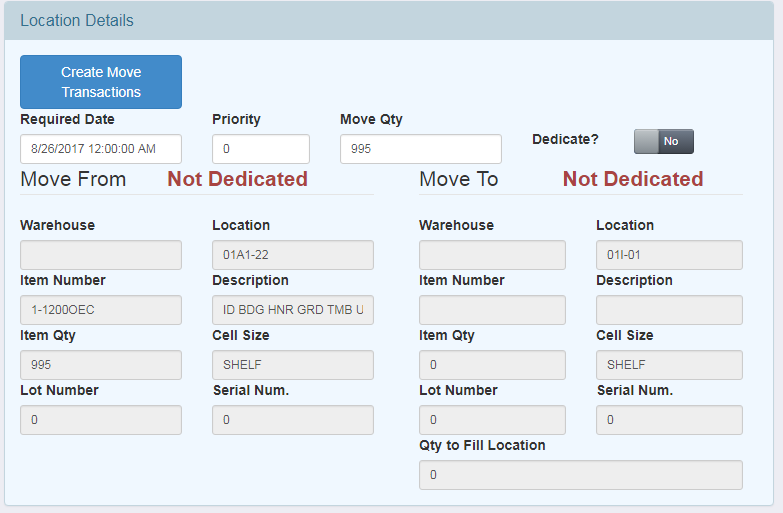 Location Details
Create Move
Transactions
Required Date Priority Move Qty Dedicate? No
8/26/2017 12:00:00 AM 0 995
Move From Not Dedicated Move To Not Dedicated
Warehouse Location Warehouse Location
01A1-22 01I-01
Item Number Description Item Number Description
1-1200OEC ID BDG HNR GRD TMB U
Item Qty Cell Size Item Qty Cell Size
995 SHELF 0 SHELF
Lot Number Serial Num. Lot Number Serial Num.
0 0 0 0
Qty to Fill Location
0